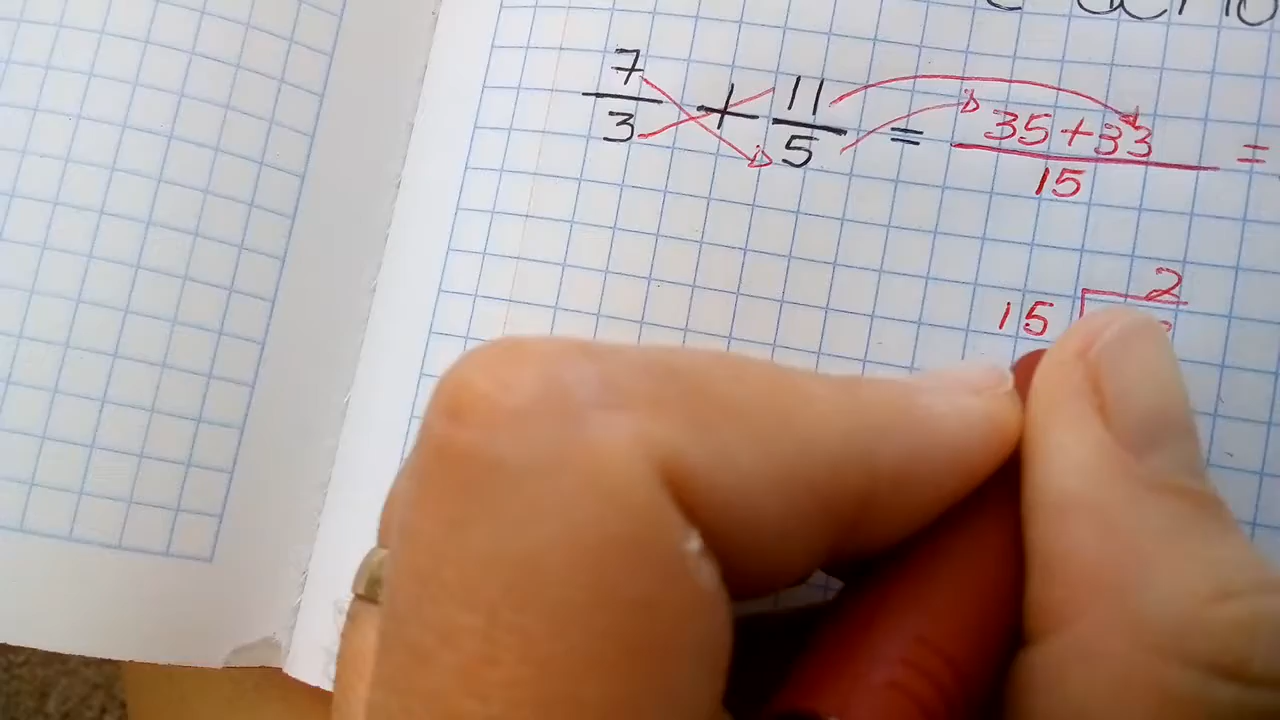 7/3 + 11/5 = 35+33/15 =
2
15